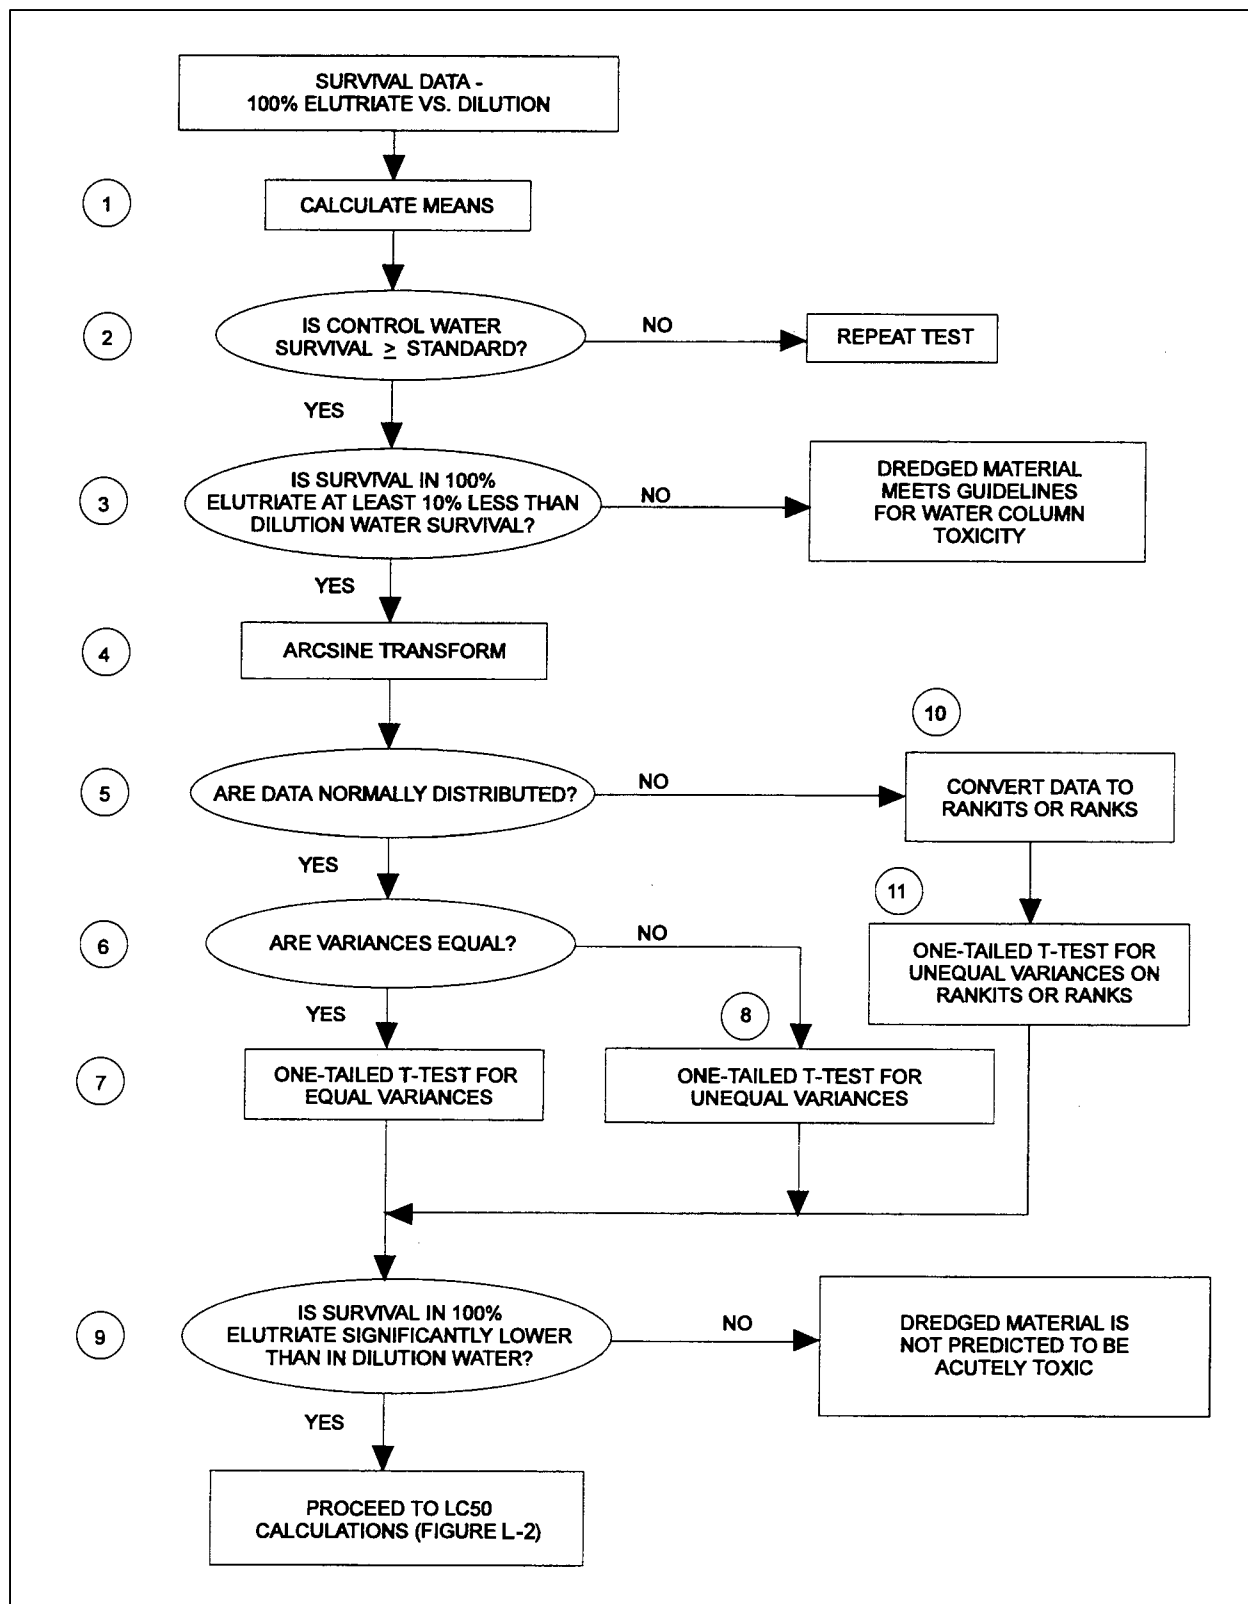 SURVIVAL DATA -
100% ELUTRIATE VS. DILUTION
1
CALCULATE MEANS
2
IS CONTROL WATER
SURVIVAL ≥ STANDARD?
NO
REPEAT TEST
YES
3
IS SURVIVAL IN 100%
ELUTRIATE AT LEAST 10% LESS THAN
DILUTION WATER SURVIVAL?
NO
DREDGED MATERIAL
MEETS GUIDELINES
FOR WATER COLUMN
TOXICITY
YES
4
ARCSINE TRANSFORM
5
ARE DATA NORMALLY DISTRIBUTED?
NO
10
CONVERT DATA TO
RANKITS OR RANKS
YES
11
ONE-TAILED T-TEST FOR
UNEQUAL VARIANCES ON
RANKITS OR RANKS
6
ARE VARIANCES EQUAL?
NO
YES
8
7
ONE-TAILED T-TEST FOR
EQUAL VARIANCES
ONE-TAILED T-TEST FOR
UNEQUAL VARIANCES
9
IS SURVIVAL IN 100%
ELUTRIATE SIGNIFICANTLY LOWER
THAN IN DILUTION WATER?
NO
DREDGED MATERIAL IS
NOT PREDICTED TO BE
ACUTELY TOXIC
YES
PROCEED TO LC50
CALCULATIONS (FIGURE L-2)